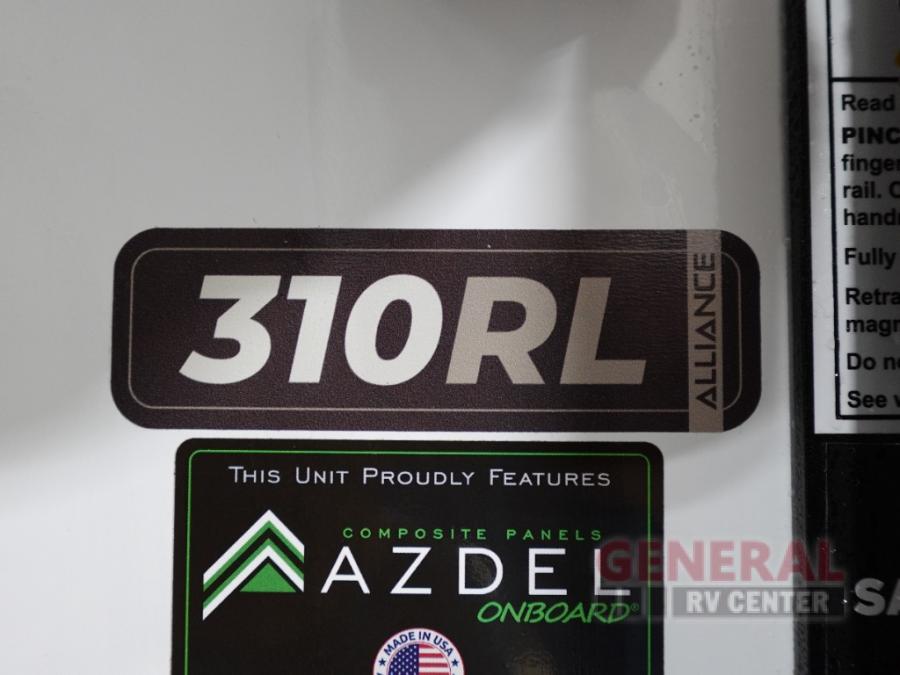 310RL
ALLIANCE
THIS UNIT PROUDLY FEATURES
COMPOSITE PANELS
AZDEL
ONBOARD®
MADE IN USA
GENERAL
RV CENTER
Read
PINC
finger
rail.
hand
Fully
Retra
magn
Do n
See
SA